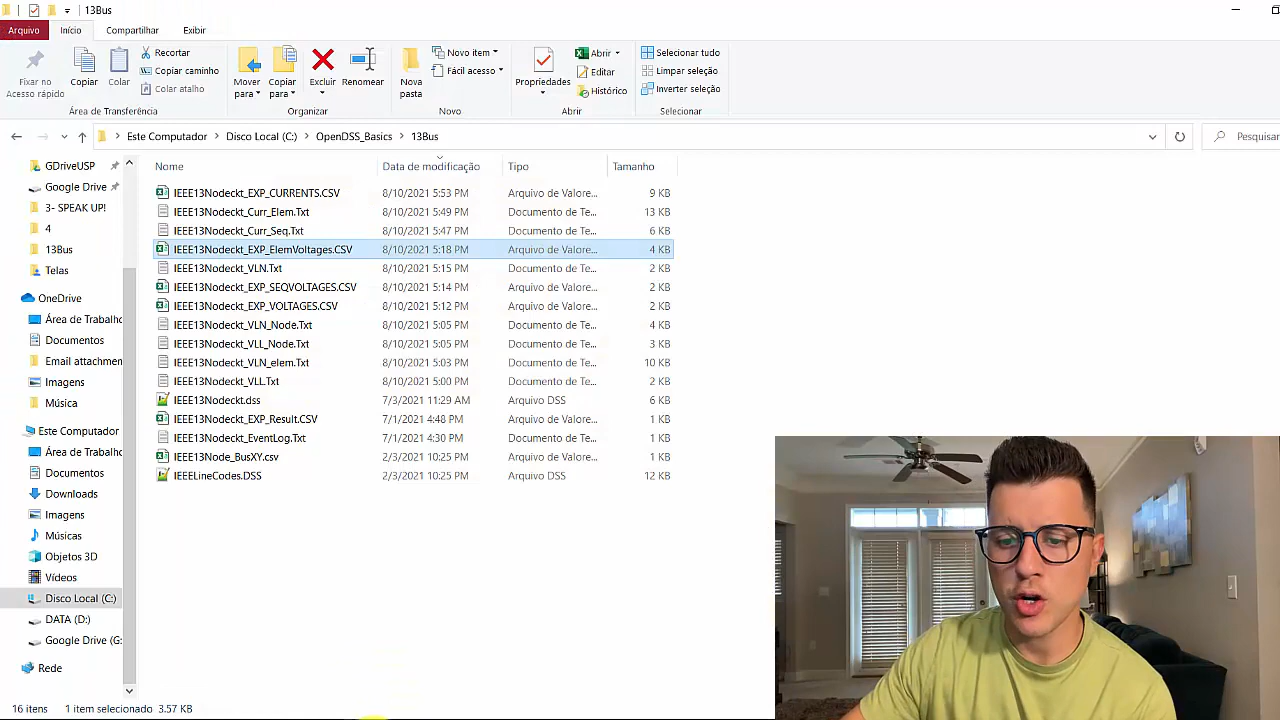 13Bus
Arquivo Início Compartilhar Exibir
Fixar no Acesso rápido
Copiar
Colar
Recortar
Copiar caminho
Colar atalho
Área de Transferência
Mover para
Copiar para
Excluir
Renomear
Organizar
Nova pasta
Novo item
Fácil acesso
Novo
Propriedades
Abrir
Editar
Histórico
Abrir
Selecionar tudo
Limpar seleção
Inverter seleção
Selecionar
Este Computador > Disco Local (C:) > OpenDSS_Basics > 13Bus
Pesquisar
GDriveUSP
Google Drive
3- SPEAK UP!
4
13Bus
Telas
OneDrive
Área de Trabalho
Documentos
Email attachmen
Imagens
Música
Este Computador
Área de Trabalho
Documentos
Downloads
Imagens
Músicas
Objetos 3D
Vídeos
Disco Local (C:)
DATA (D:)
Google Drive (G:
Rede
Nome Data de modificação Tipo Tamanho
IEEE13Nodeckt_EXP_CURRENTS.CSV 8/10/2021 5:53 PM Arquivo de Valore... 9 KB
IEEE13Nodeckt_Curr_Elem.Txt 8/10/2021 5:49 PM Documento de Te... 13 KB
IEEE13Nodeckt_Curr_Seq.Txt 8/10/2021 5:47 PM Documento de Te... 6 KB
IEEE13Nodeckt_EXP_ElemVoltages.CSV 8/10/2021 5:18 PM Arquivo de Valore... 4 KB
IEEE13Nodeckt_VLN.Txt 8/10/2021 5:15 PM Documento de Te... 2 KB
IEEE13Nodeckt_EXP_SEQVOLTAGES.CSV 8/10/2021 5:14 PM Arquivo de Valore... 2 KB
IEEE13Nodeckt_EXP_VOLTAGES.CSV 8/10/2021 5:12 PM Arquivo de Valore... 2 KB
IEEE13Nodeckt_VLN_Node.Txt 8/10/2021 5:05 PM Documento de Te... 4 KB
IEEE13Nodeckt_VLL_Node.Txt 8/10/2021 5:05 PM Documento de Te... 3 KB
IEEE13Nodeckt_VLN_elem.Txt 8/10/2021 5:03 PM Documento de Te... 10 KB
IEEE13Nodeckt_VLL.Txt 8/10/2021 5:00 PM Documento de Te... 2 KB
IEEE13Nodeckt.dss 7/3/2021 11:29 AM Arquivo DSS 6 KB
IEEE13Nodeckt_EXP_Result.CSV 7/1/2021 4:48 PM Arquivo de Valore... 1 KB
IEEE13Nodeckt_EventLog.Txt 7/1/2021 4:30 PM Documento de Te... 1 KB
IEEE13Node_BusXY.csv 2/3/2021 10:25 PM Arquivo de Valore... 1 KB
IEEELineCodes.DSS 2/3/2021 10:25 PM Arquivo DSS 12 KB
16 itens 1 item selecionado 3.57 KB